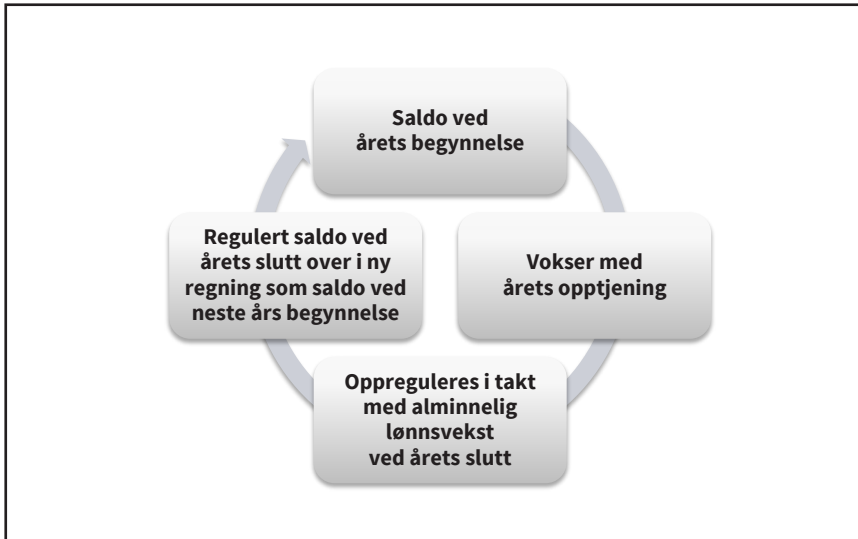 Saldo ved
årets begynnelse
Vokser med
årets opptjening
Oppreguleres i takt
med alminnelig
lønnsvekst
ved årets slutt
Regulert saldo ved
årets slutt over i ny
regning som saldo ved
neste års begynnelse